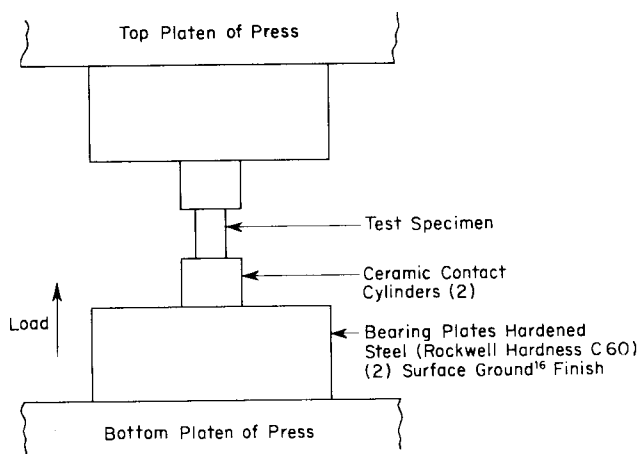 Top Platen of Press
Test Specimen
Ceramic Contact
Cylinders (2)
Load
Bearing Plates Hardened
Steel (Rockwell Hardness C60)
(2) Surface Ground¹⁶ Finish
Bottom Platen of Press